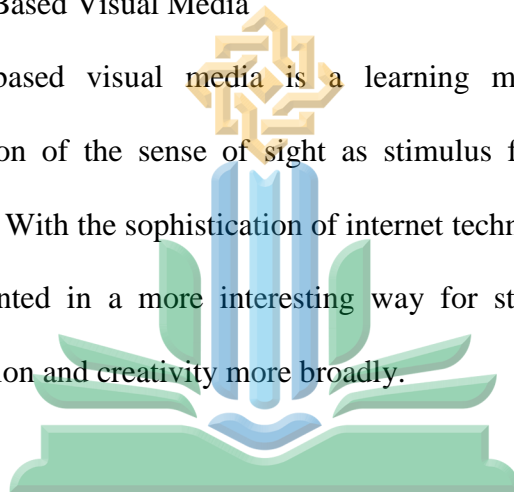 Based Visual Media
based visual media is a learning m
on of the sense of sight as stimulus f
With the sophistication of internet techn
nted in a more interesting way for st
ion and creativity more broadly.